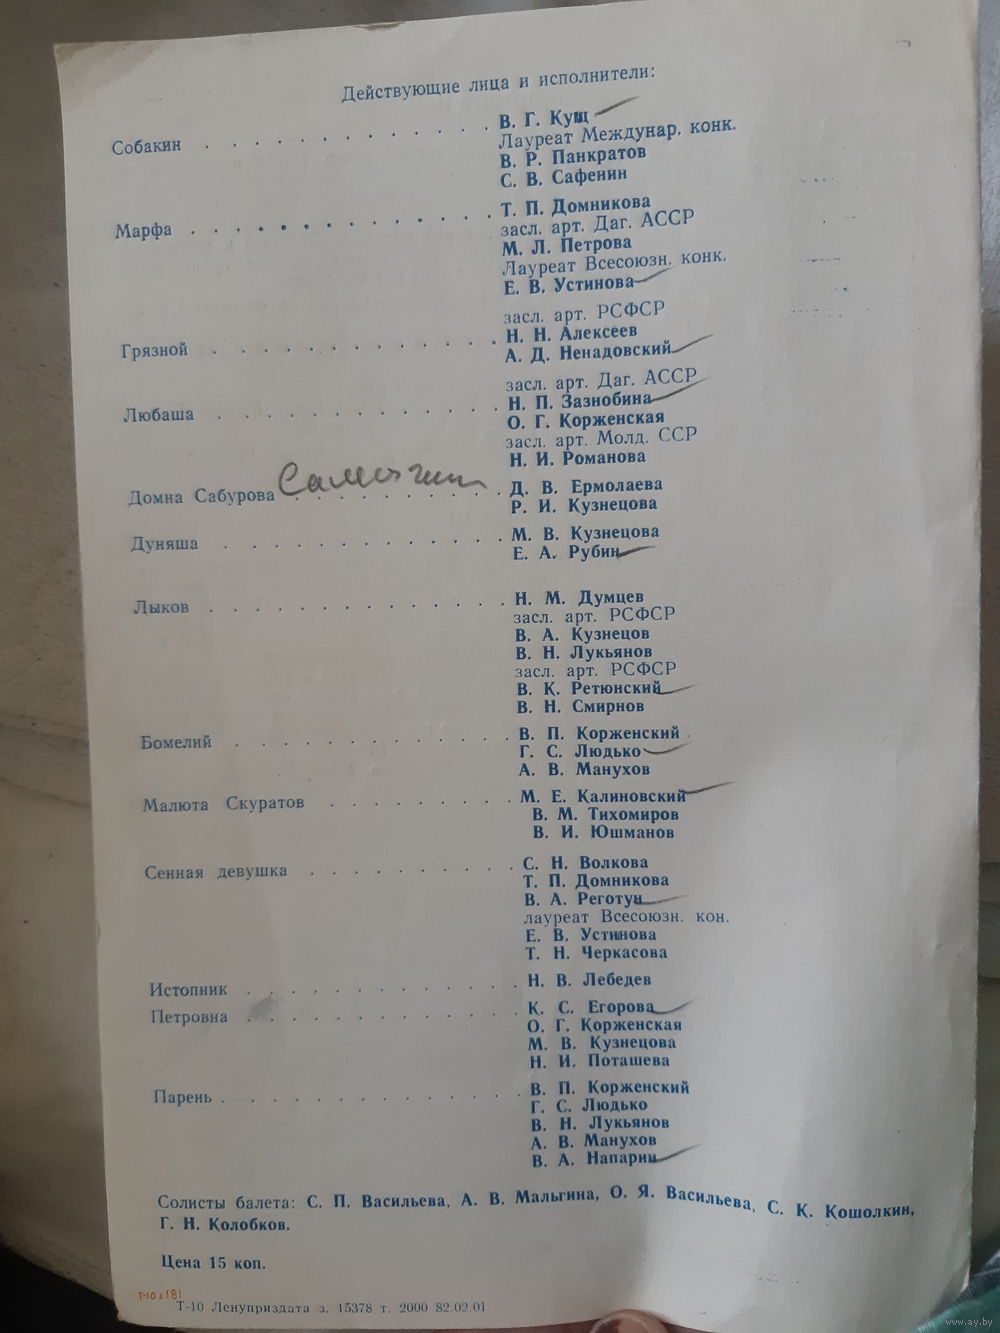 Действующие лица и исполнители:
Собакин . . . . . . . . . . . . . В. Г. Кущ
Лауреат Междунар. конк.
В. Р. Панкратов
С. В. Сафенин
Марфа . . . . . . . . . . . . . . Т. П. Домникова
засл. арт. Даг. АССР
М. Л. Петрова
Лауреат Всесоюзн. конк.
Е. В. Устинова
засл. арт. РСФСР
Грязной . . . . . . . . . . . . . Н. Н. Алексеев
А. Д. Ненадовский
засл. арт. Даг. АССР
Любаша . . . . . . . . . . . . . Н. П. Зазнобина
О. Г. Корженская
засл. арт. Молд. ССР
Н. И. Романова
Домна Сабурова . . . . . . . . Д. В. Ермолаева
Р. И. Кузнецова
Дуняша . . . . . . . . . . . . . М. В. Кузнецова
Е. А. Рубин
Лыков . . . . . . . . . . . . . Н. М. Думцев
засл. арт. РСФСР
В. А. Кузнецов
В. Н. Лукьянов
засл. арт. РСФСР
В. К. Ретюнский
В. Н. Смирнов
Бомелий . . . . . . . . . . . . В. П. Корженский
Г. С. Людько
А. В. Манухов
Малюта Скуратов . . . . . . . . . М. Е. Калиновский
В. М. Тихомиров
В. И. Юшманов
Сенная девушка . . . . . . . . . С. Н. Волкова
Т. П. Домникова
В. А. Реготун
лауреат Всесоюзн. кон.
Е. В. Устинова
Т. Н. Черкасова
Истопник . . . . . . . . . . . . Н. В. Лебедев
Петровна . . . . . . . . . . . . К. С. Егорова
О. Г. Корженская
М. В. Кузнецова
Н. И. Поташева
Парень . . . . . . . . . . . . . В. П. Корженский
Г. С. Людько
В. Н. Лукьянов
А. В. Манухов
В. А. Напарин
Солисты балета: С. П. Васильева, А. В. Мальгина, О. Я. Васильева, С. К. Кошолкин,
Г. Н. Колобков.
Цена 15 коп.
Т-10 Ленуприздата з. 15378 т. 2000 82.02.01
www.ay.by